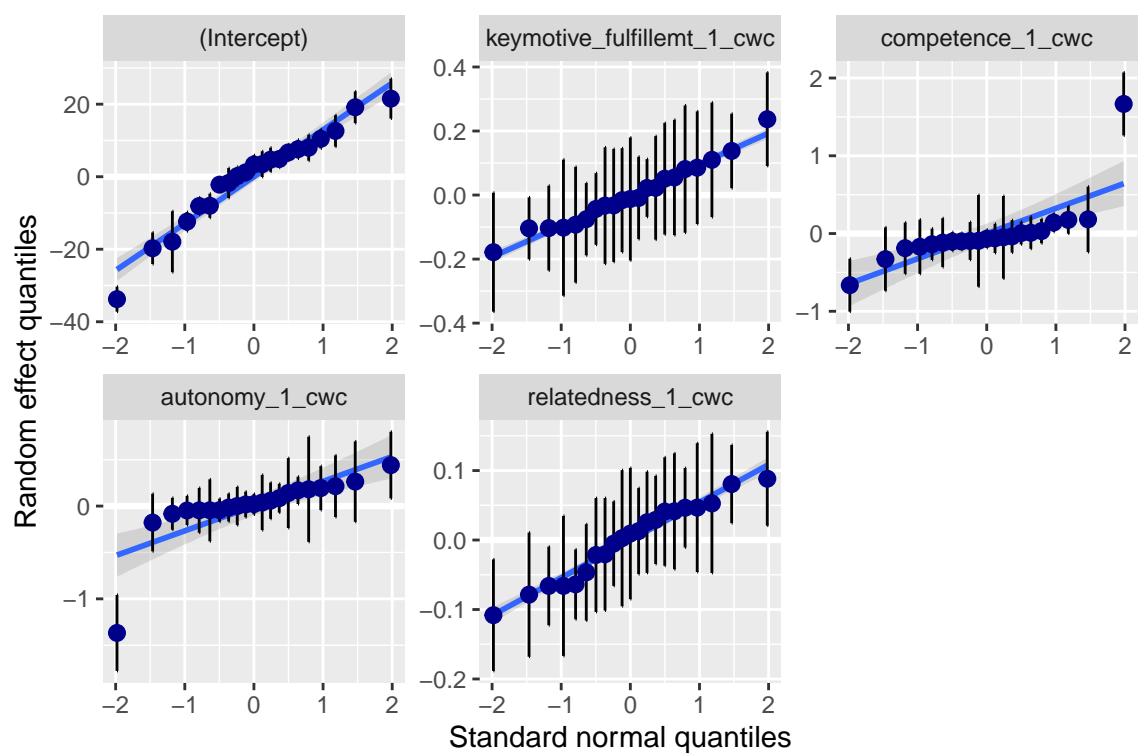 (Intercept)
keymotive_fulfillemt_1_cwc
competence_1_cwc
20
0
−20
−40
0.4
0.2
0.0
−0.2
−0.4
2
1
0
−1
−2 −1 0 1 2
−2 −1 0 1 2
−2 −1 0 1 2
autonomy_1_cwc
relatedness_1_cwc
0
−1
0.1
0.0
−0.1
−0.2
−2 −1 0 1 2
−2 −1 0 1 2
Random effect quantiles
Standard normal quantiles